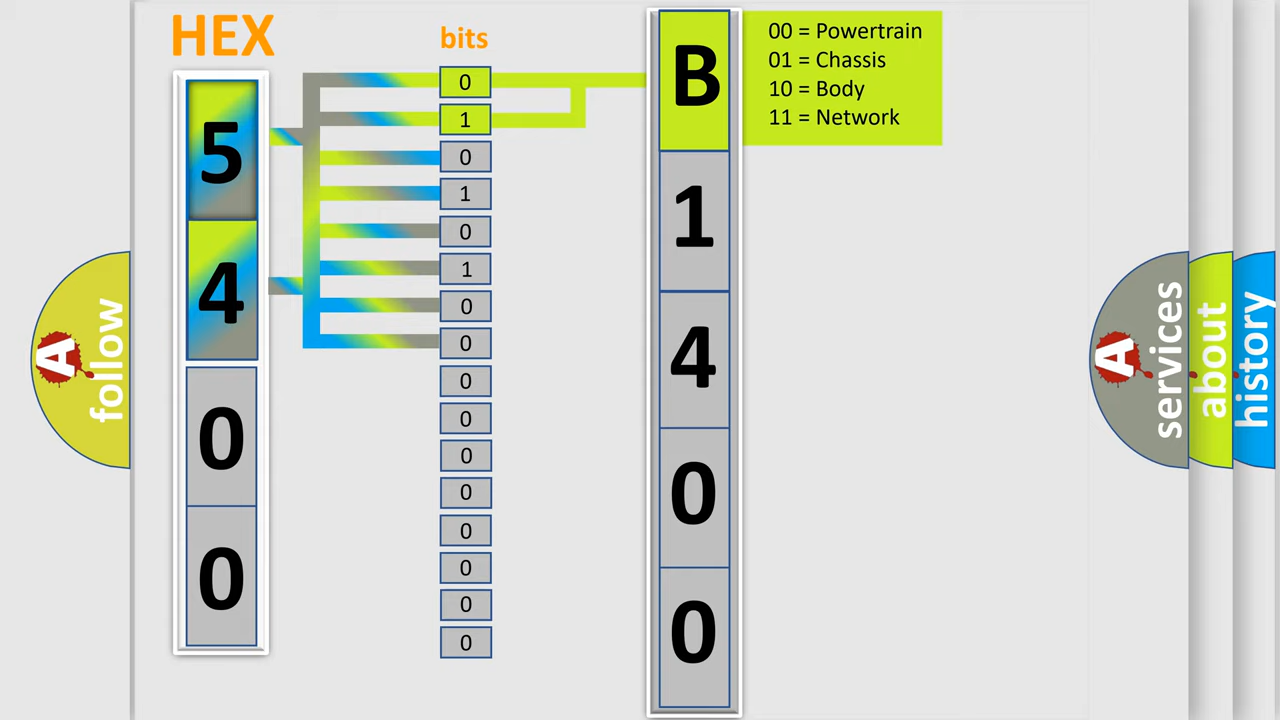 HEX
bits
5
4
0
0
0
1
0
1
0
1
0
0
0
0
0
0
0
0
0
0
B
1
4
0
0
00 = Powertrain
01 = Chassis
10 = Body
11 = Network
A
follow
A
services
about
history